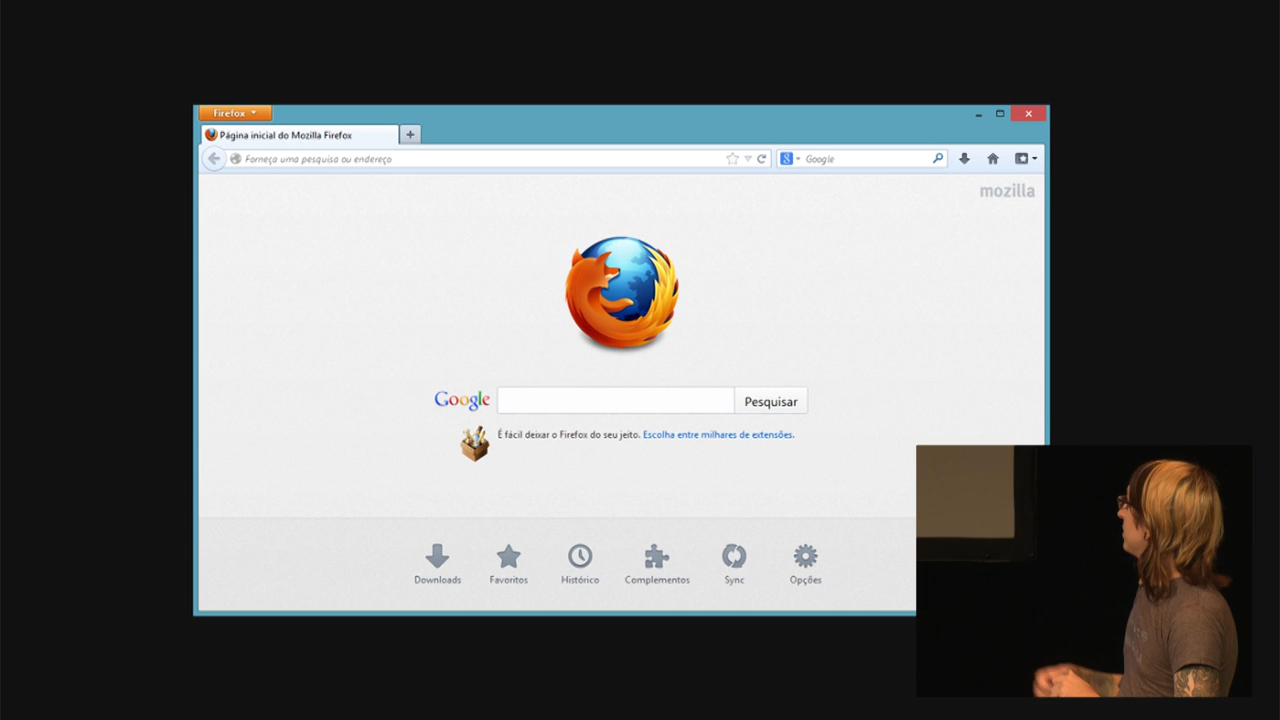 Firefox
Página inicial do Mozilla Firefox
Forneça uma pesquisa ou endereço
Google
mozilla
Google
Pesquisar
É fácil deixar o Firefox do seu jeito. Escolha entre milhares de extensões.
Downloads
Favoritos
Histórico
Complementos
Sync
Opções